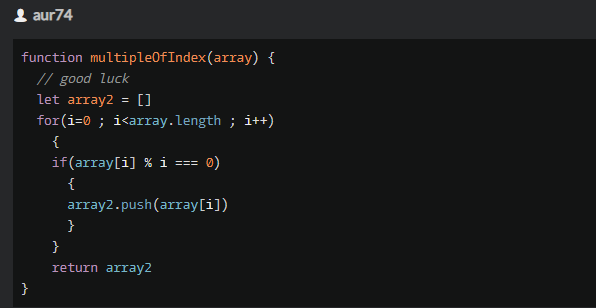 aur74
function multipleOfIndex(array) {
  // good luck
  let array2 = []
  for(i=0 ; i<array.length ; i++)
    {
    if(array[i] % i === 0)
      {
      array2.push(array[i])
      }
    }
    return array2
}